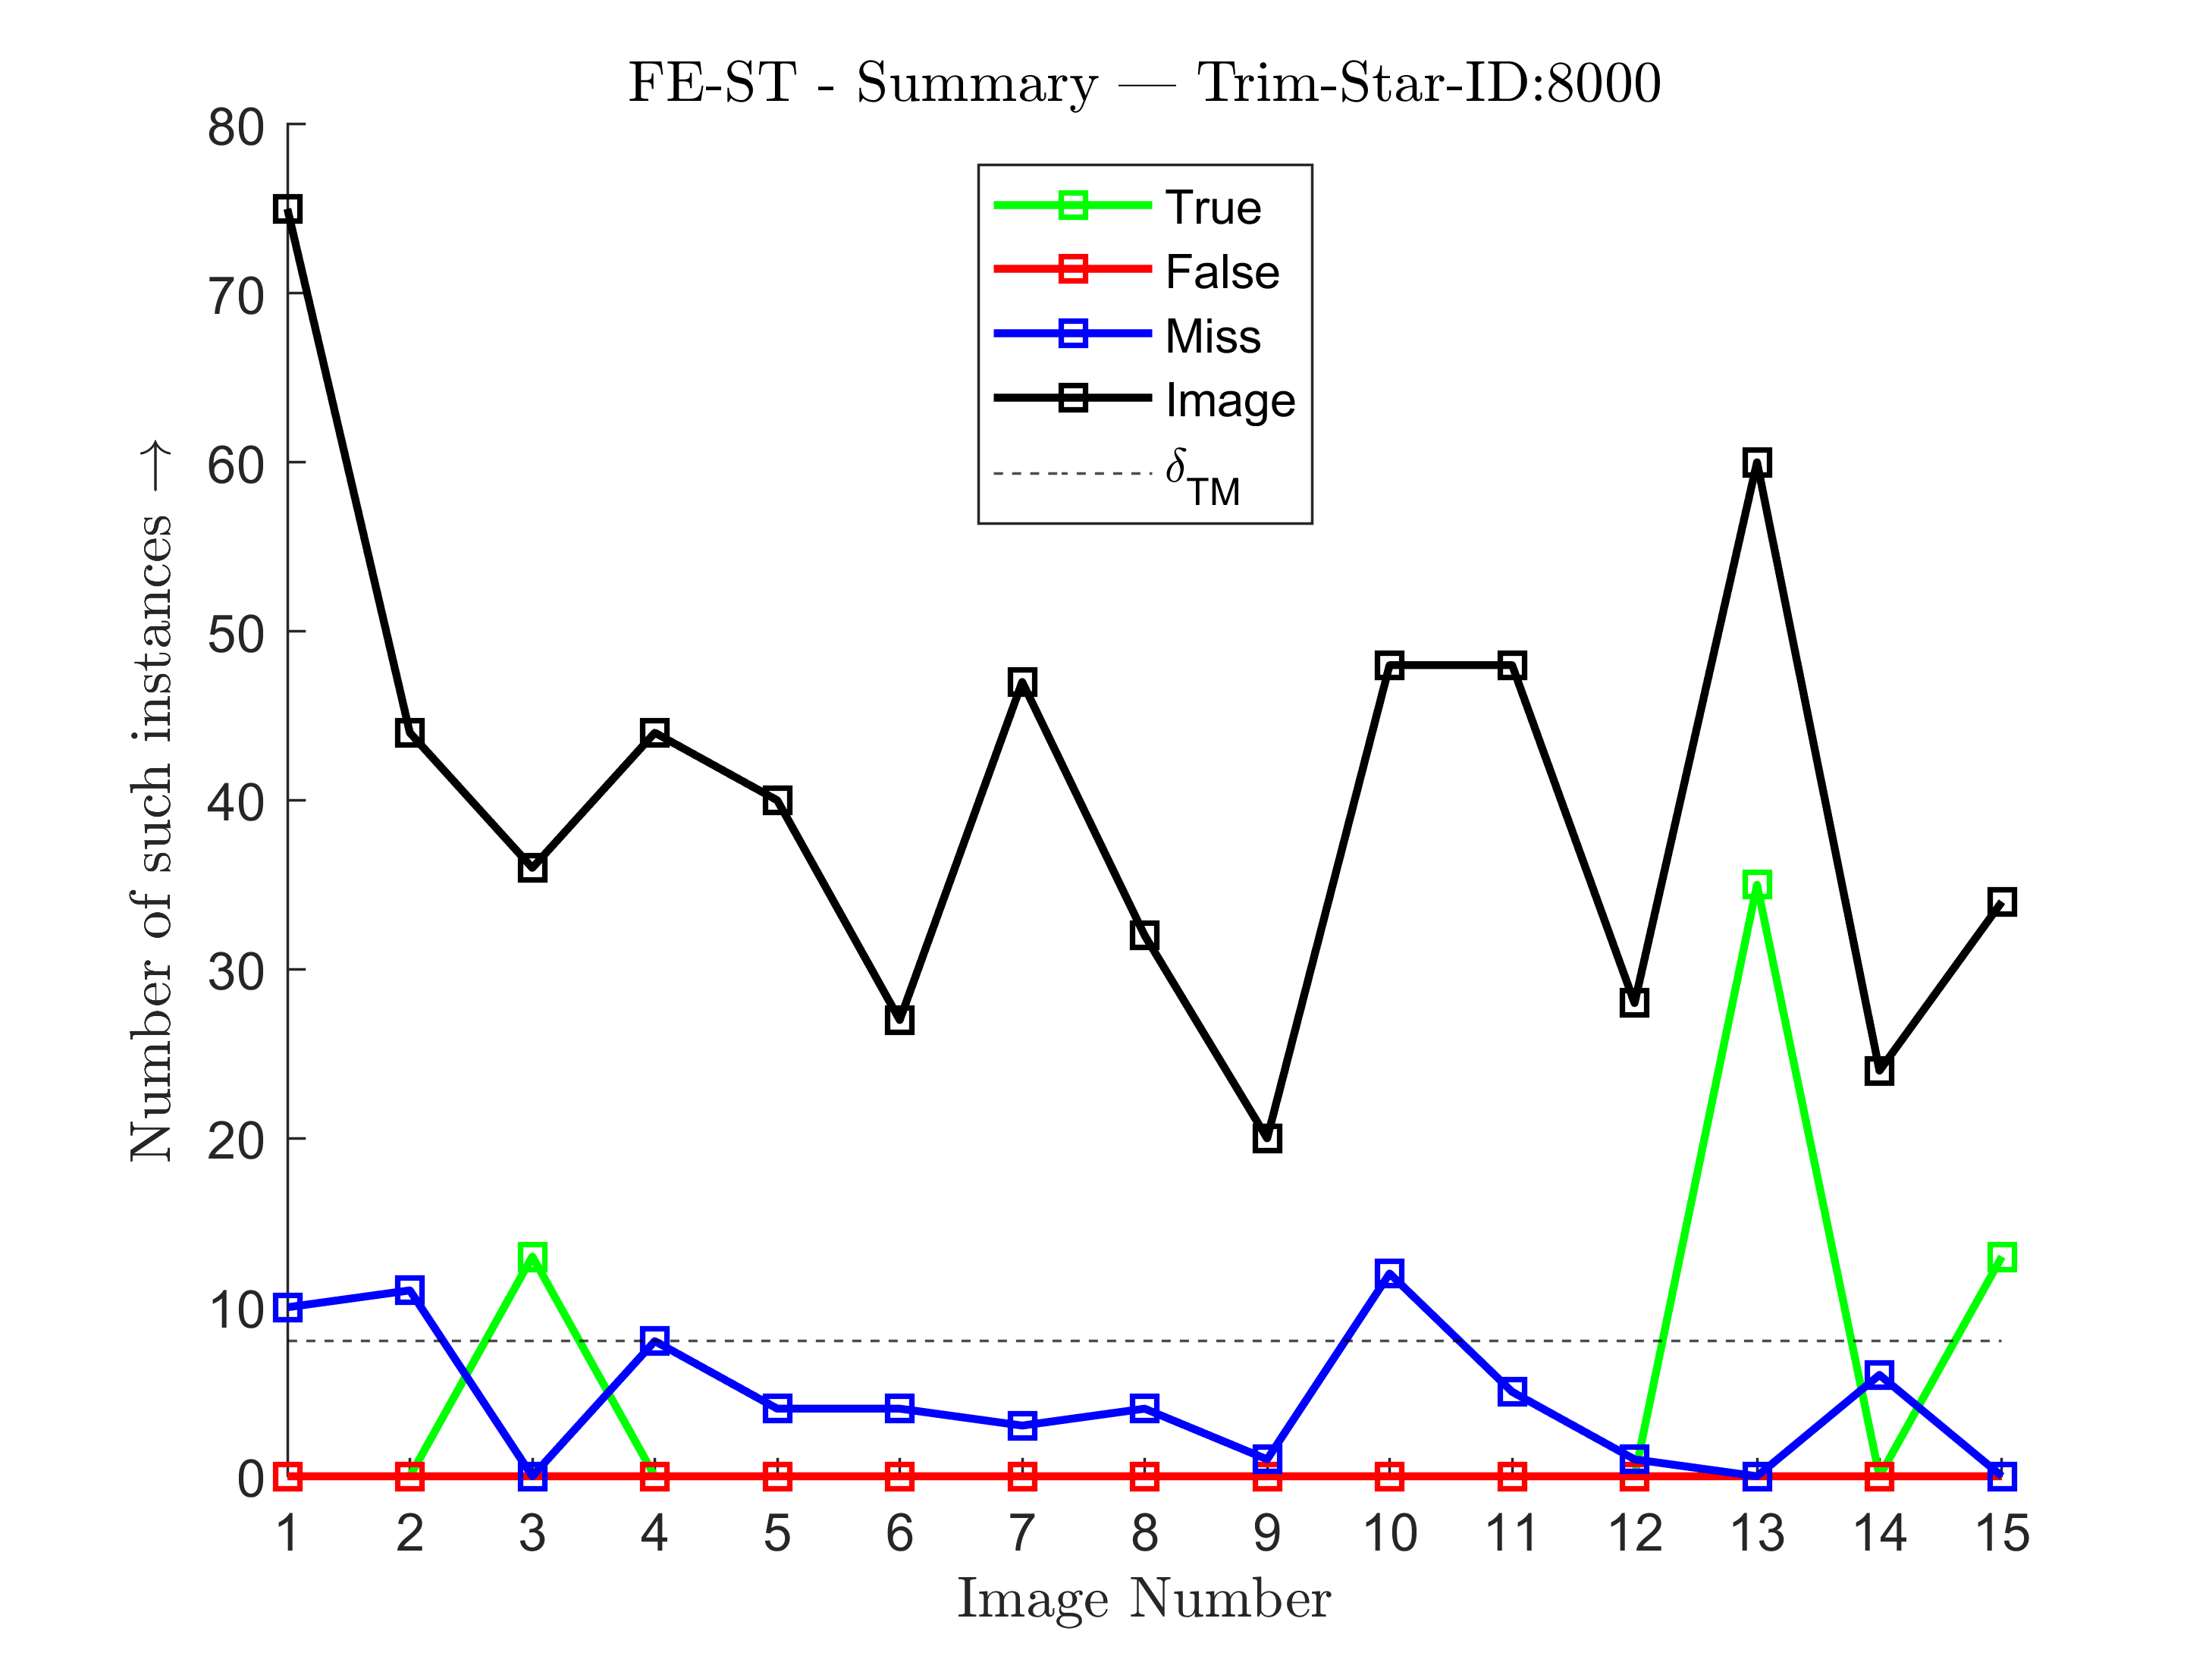 FE-ST - Summary — Trim-Star-ID:8000
True
False
Miss
Image
δTM
Number of such instances →
80
70
60
50
40
30
20
10
0
1 2 3 4 5 6 7 8 9 10 11 12 13 14 15
Image Number